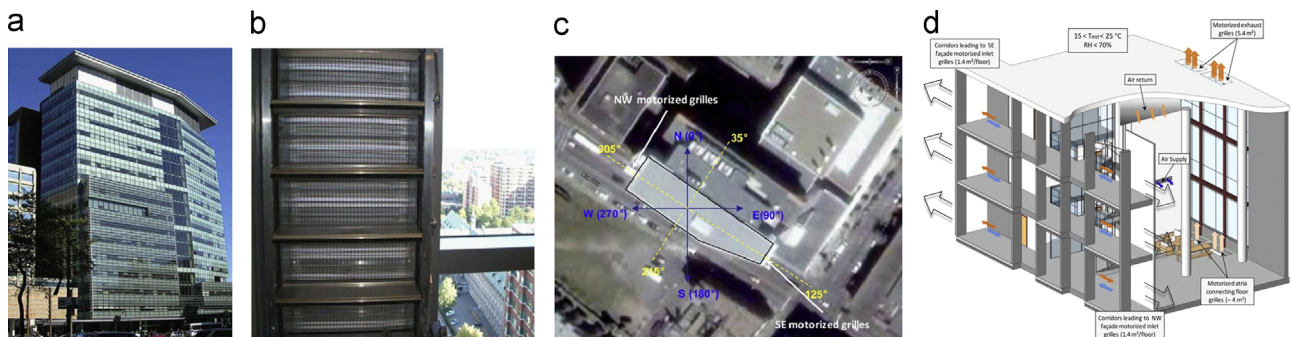 a
b
c
d
NW motorized grilles
N (0°)
35°
305°
W (270°)
E(90°)
215°
S (180°)
125°
SE motorized grilles
15 < Tout < 25 °C
RH < 70%
Motorized exhaust
grilles (5.4 m²)
Corridors leading to SE
façade motorized inlet
grilles (1.4 m²/floor)
Air return
Air Supply
Motorized atria
connecting floor
grilles (~ 4 m²)
Corridors leading to NW
façade motorized inlet
grilles (1.4 m²/floor)